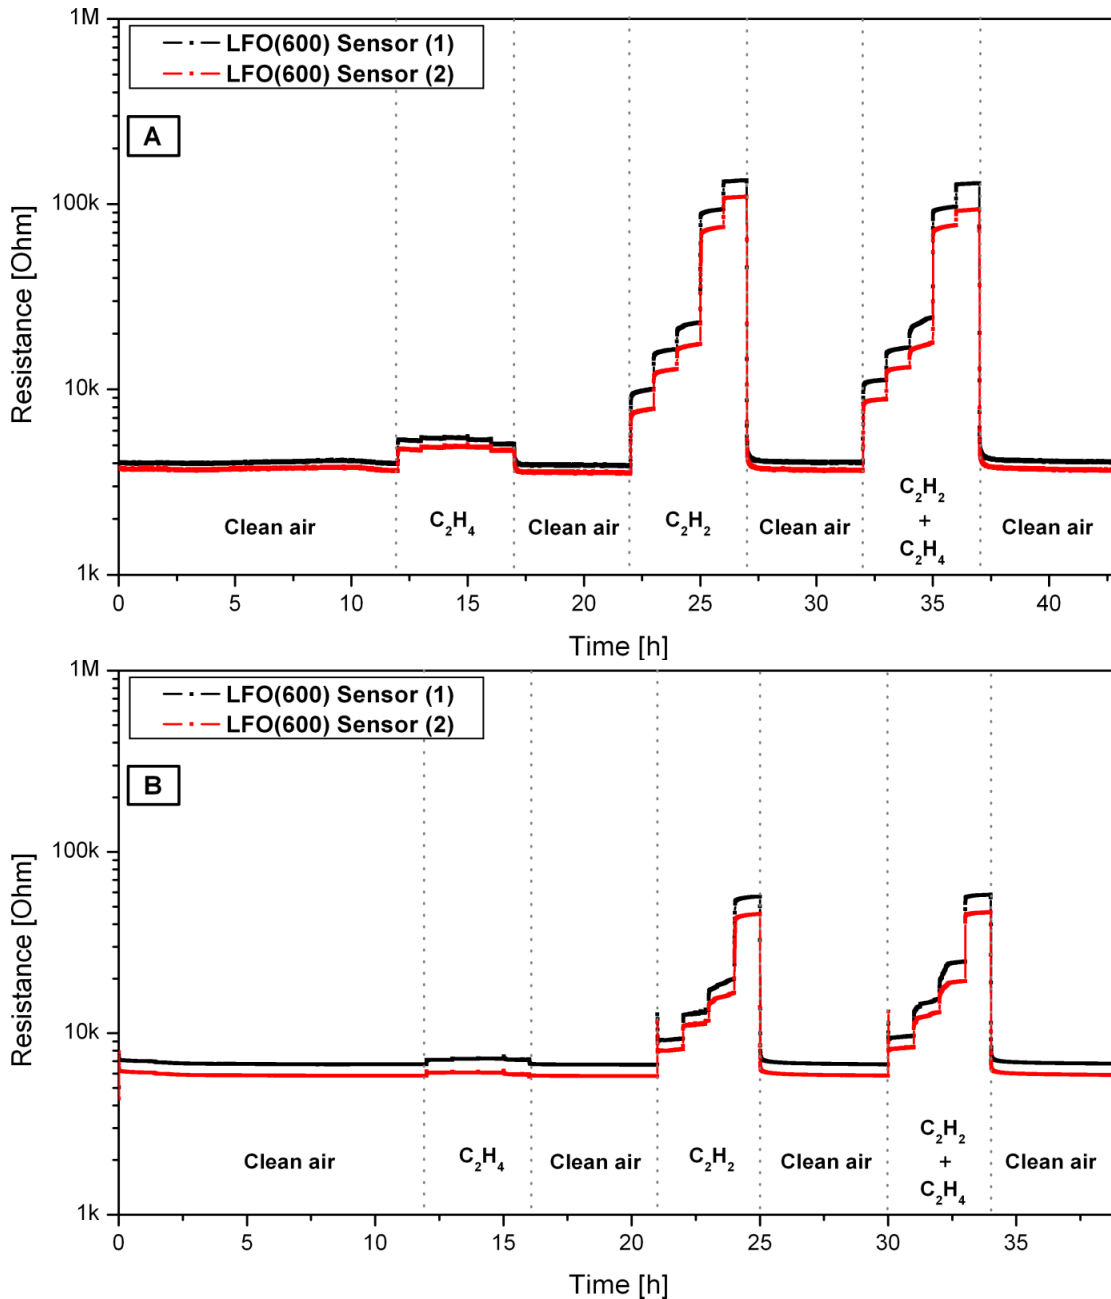 1M
LFO(600) Sensor (1)
LFO(600) Sensor (2)
A
100k
10k
1k
Resistance [Ohm]
C₂H₂
+
C₂H₄
Clean air
C₂H₄
Clean air
C₂H₂
Clean air
Clean air
0 5 10 15 20 25 30 35 40
Time [h]
1M
LFO(600) Sensor (1)
LFO(600) Sensor (2)
B
100k
10k
1k
Resistance [Ohm]
C₂H₂
+
C₂H₄
Clean air
C₂H₄
Clean air
C₂H₂
Clean air
Clean air
0 5 10 15 20 25 30 35
Time [h]